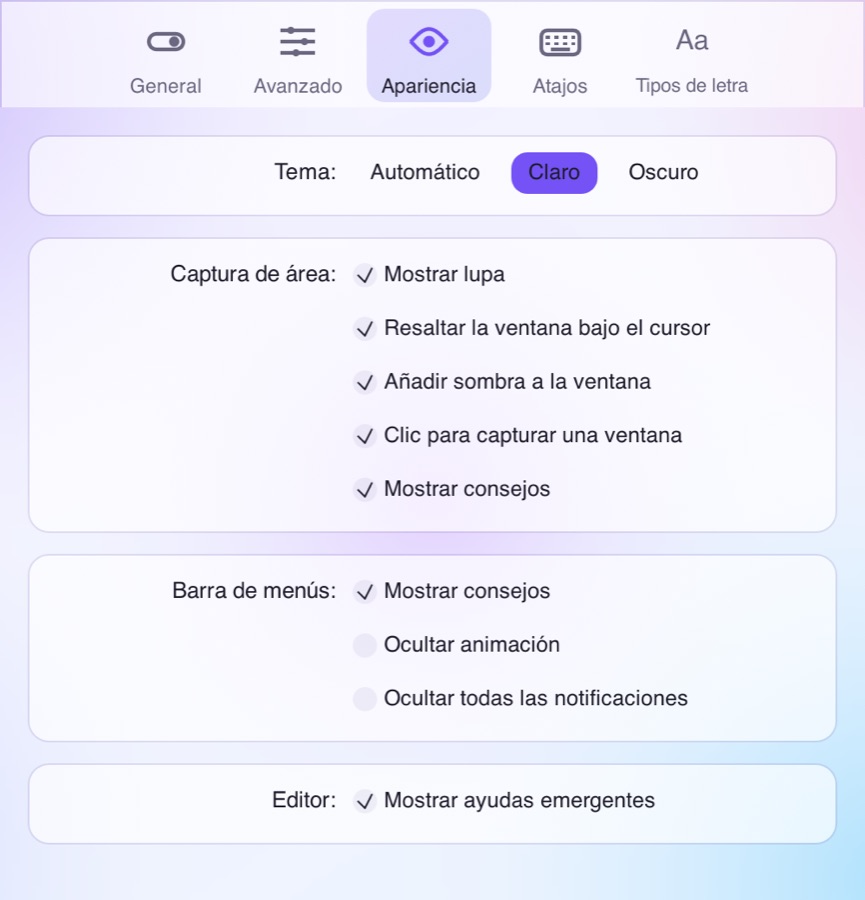 Aa
General
Avanzado
Apariencia
Atajos
Tipos de letra
Tema: Automático Claro Oscuro
Captura de área: Mostrar lupa
Resaltar la ventana bajo el cursor
Añadir sombra a la ventana
Clic para capturar una ventana
Mostrar consejos
Barra de menús: Mostrar consejos
Ocultar animación
Ocultar todas las notificaciones
Editor: Mostrar ayudas emergentes